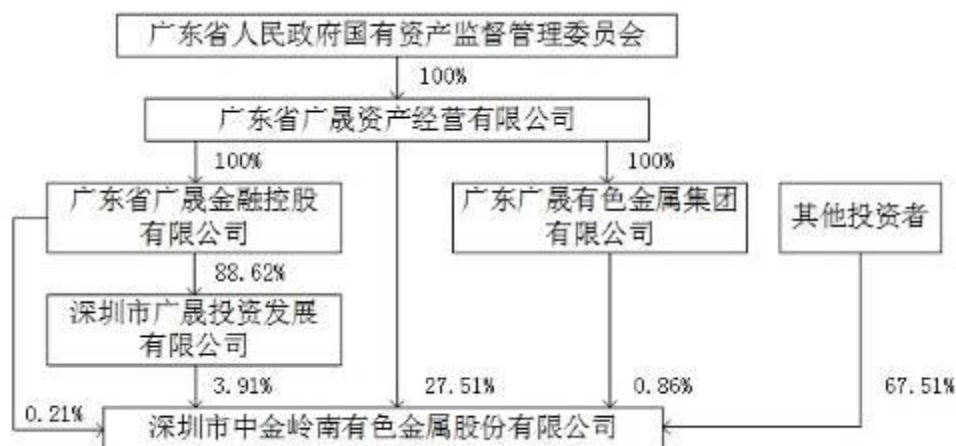 广东省人民政府国有资产监督管理委员会
100%
广东省广晟资产经营有限公司
100%
100%
广东省广晟金融控股
有限公司
广东广晟有色金属集团
有限公司
其他投资者
88.62%
深圳市广晟投资发展
有限公司
3.91%
27.51%
0.86%
67.51%
0.21%
深圳市中金岭南有色金属股份有限公司